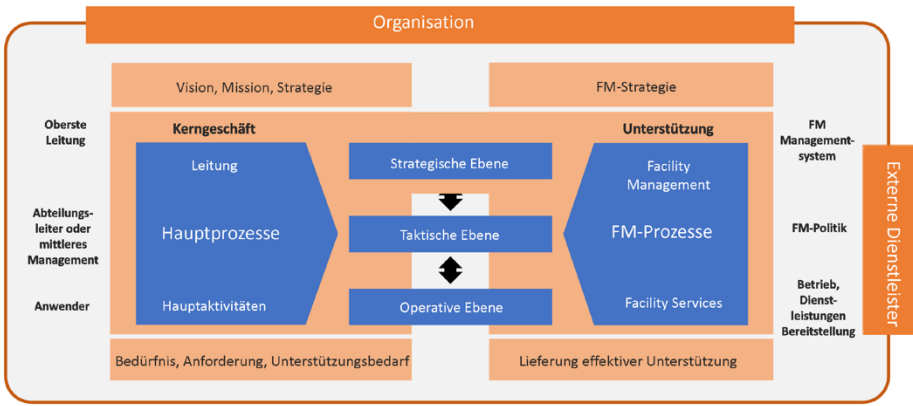 Organisation
Vision, Mission, Strategie
FM-Strategie
Oberste
Leitung
Kerngeschäft
Unterstützung
FM
Management-
system
Leitung
Strategische Ebene
Facility
Management
Abteilungs-
leiter oder
mittleres
Management
Hauptprozesse
Taktische Ebene
FM-Prozesse
FM-Politik
Externe Dienstleister
Anwender
Hauptaktivitäten
Operative Ebene
Facility Services
Betrieb,
Dienst-
leistungen
Bereitstellung
Bedürfnis, Anforderung, Unterstützungsbedarf
Lieferung effektiver Unterstützung